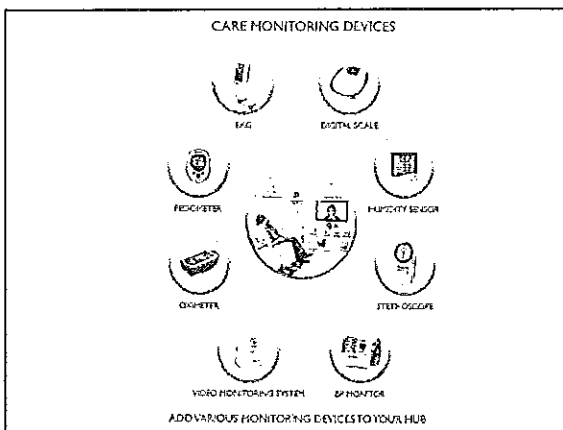 CARE MONITORING DEVICES
EKG
DIGITAL SCALE
PEDOMETER
HUMIDITY SENSOR
OXIMETER
STETHOSCOPE
VIDEO MONITORING SYSTEM
BP MONITOR
ADD VARIOUS MONITORING DEVICES TO YOUR HUB